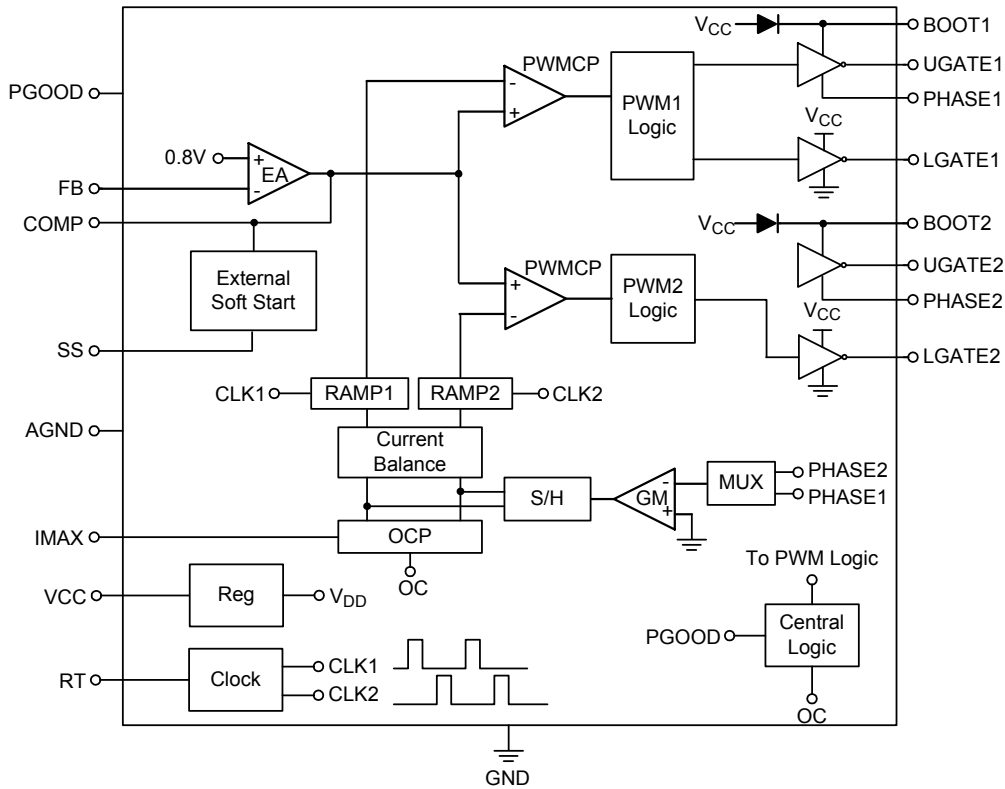 VCC
BOOT1
UGATE1
PHASE1
PWMCP
-
+
PWM1
Logic
VCC
LGATE1
PGOOD
0.8V
+
EA
-
FB
COMP
VCC
BOOT2
UGATE2
PHASE2
PWMCP
+
-
PWM2
Logic
VCC
LGATE2
External
Soft Start
SS
CLK1
RAMP1
RAMP2
CLK2
AGND
Current
Balance
S/H
-
GM
+
MUX
PHASE2
PHASE1
IMAX
OCP
OC
To PWM Logic
VCC
Reg
VDD
PGOOD
Central
Logic
OC
RT
Clock
CLK1
CLK2
GND